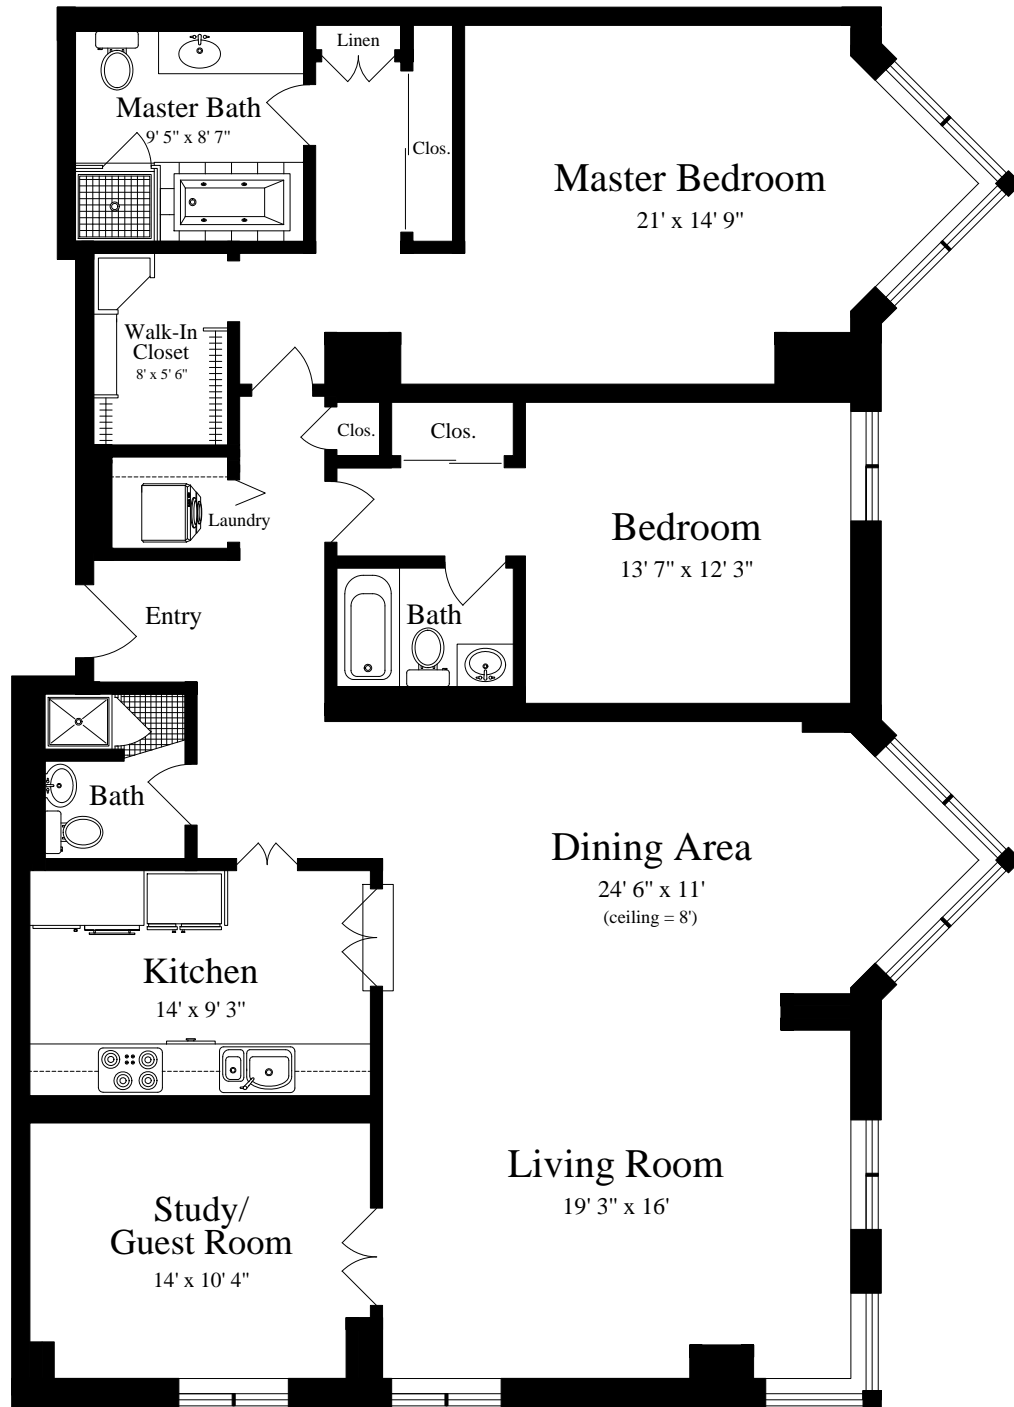 Linen
Master Bath
9' 5" x 8' 7"
Clos.
Master Bedroom
21' x 14' 9"
Walk-In
Closet
8' x 5' 6"
Clos.
Clos.
Laundry
Bedroom
13' 7" x 12' 3"
Entry
Bath
Bath
Dining Area
24' 6" x 11'
(ceiling = 8')
Kitchen
14' x 9' 3"
Living Room
19' 3" x 16'
Study/
Guest Room
14' x 10' 4"